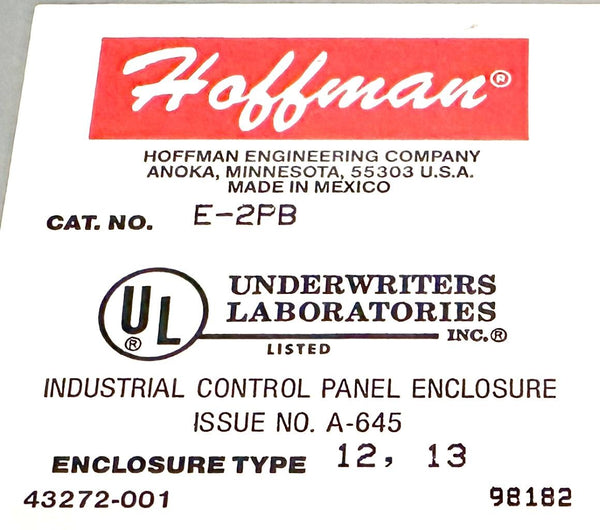 Hoffman®
HOFFMAN ENGINEERING COMPANY
ANOKA, MINNESOTA, 55303 U.S.A.
MADE IN MEXICO
CAT. NO. E-2PB
UL®
UNDERWRITERS
LABORATORIES
INC.®
LISTED
INDUSTRIAL CONTROL PANEL ENCLOSURE
ISSUE NO. A-645
ENCLOSURE TYPE 12, 13
43272-001 98182